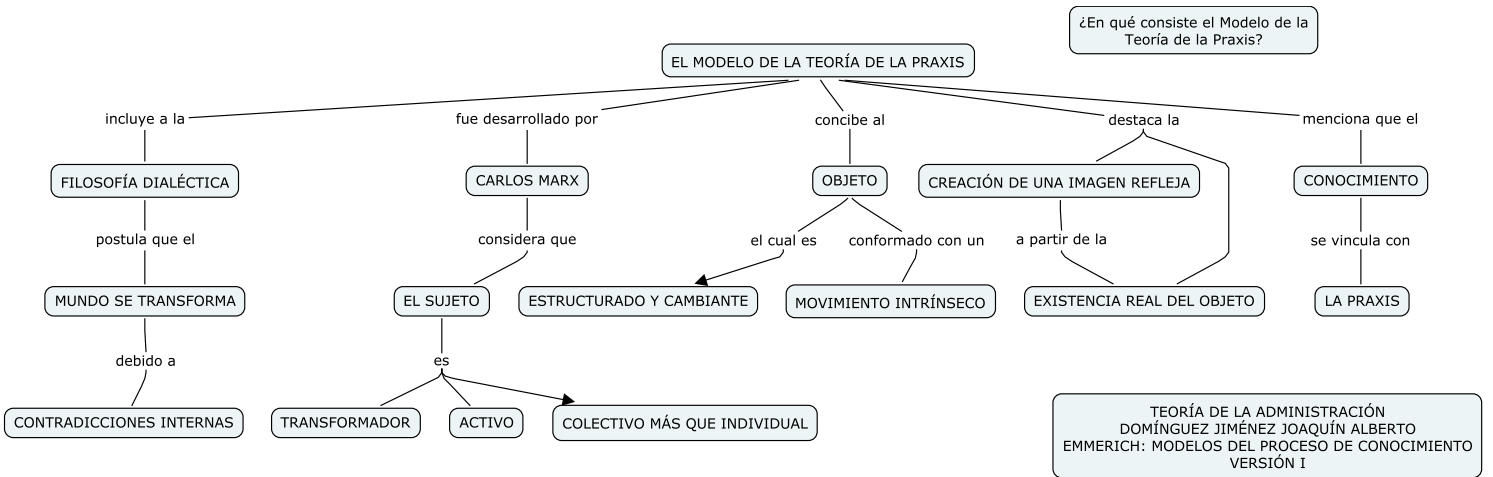 ¿En qué consiste el Modelo de la
Teoría de la Praxis?
EL MODELO DE LA TEORÍA DE LA PRAXIS
incluye a la
fue desarrollado por
concibe al
destaca la
menciona que el
FILOSOFÍA DIALÉCTICA
CARLOS MARX
OBJETO
CREACIÓN DE UNA IMAGEN REFLEJA
CONOCIMIENTO
postula que el
considera que
el cual es
conformado con un
a partir de la
se vincula con
MUNDO SE TRANSFORMA
EL SUJETO
ESTRUCTURADO Y CAMBIANTE
MOVIMIENTO INTRÍNSECO
EXISTENCIA REAL DEL OBJETO
LA PRAXIS
debido a
es
CONTRADICCIONES INTERNAS
TRANSFORMADOR
ACTIVO
COLECTIVO MÁS QUE INDIVIDUAL
TEORÍA DE LA ADMINISTRACIÓN
DOMÍNGUEZ JIMÉNEZ JOAQUÍN ALBERTO
EMMERICH: MODELOS DEL PROCESO DE CONOCIMIENTO
VERSIÓN I